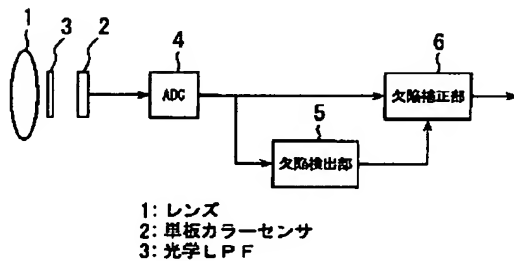 1 3 2 4 6
ADC
欠陥補正部
5
欠陥検出部
1: レンズ
2: 単板カラーセンサ
3: 光学LPF